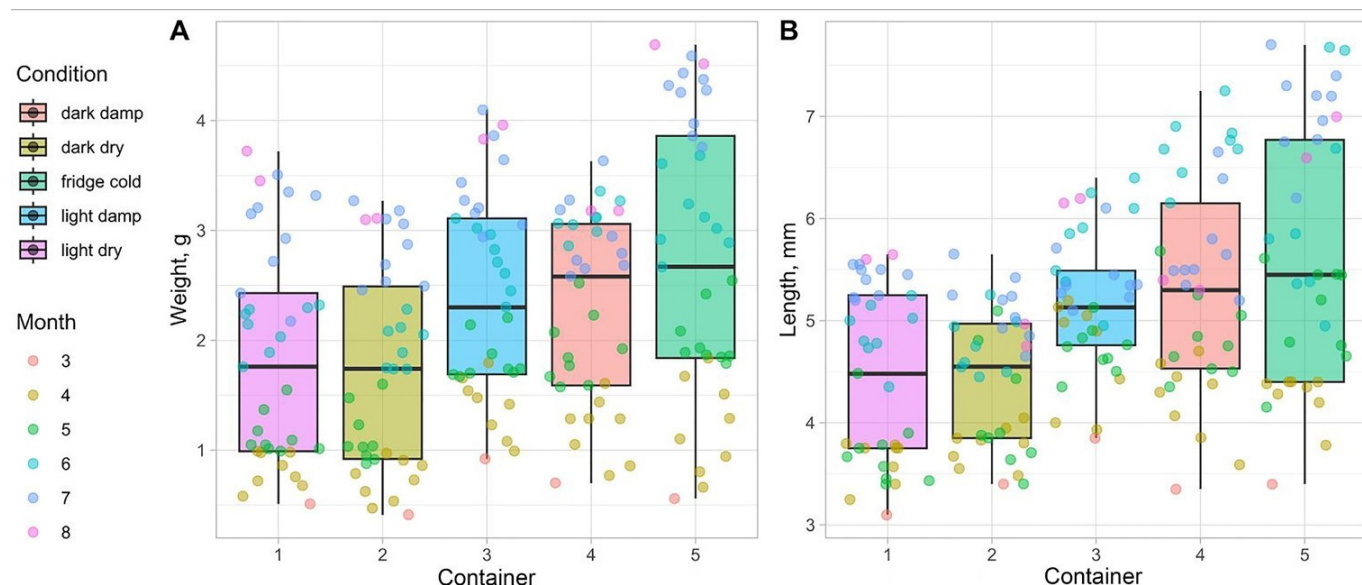 A
B
Condition
dark damp
dark dry
fridge cold
light damp
light dry
Month
3
4
5
6
7
8
Weight, g
4
3
2
1
1 2 3 4 5
Container
Length, mm
7
6
5
4
3
1 2 3 4 5
Container